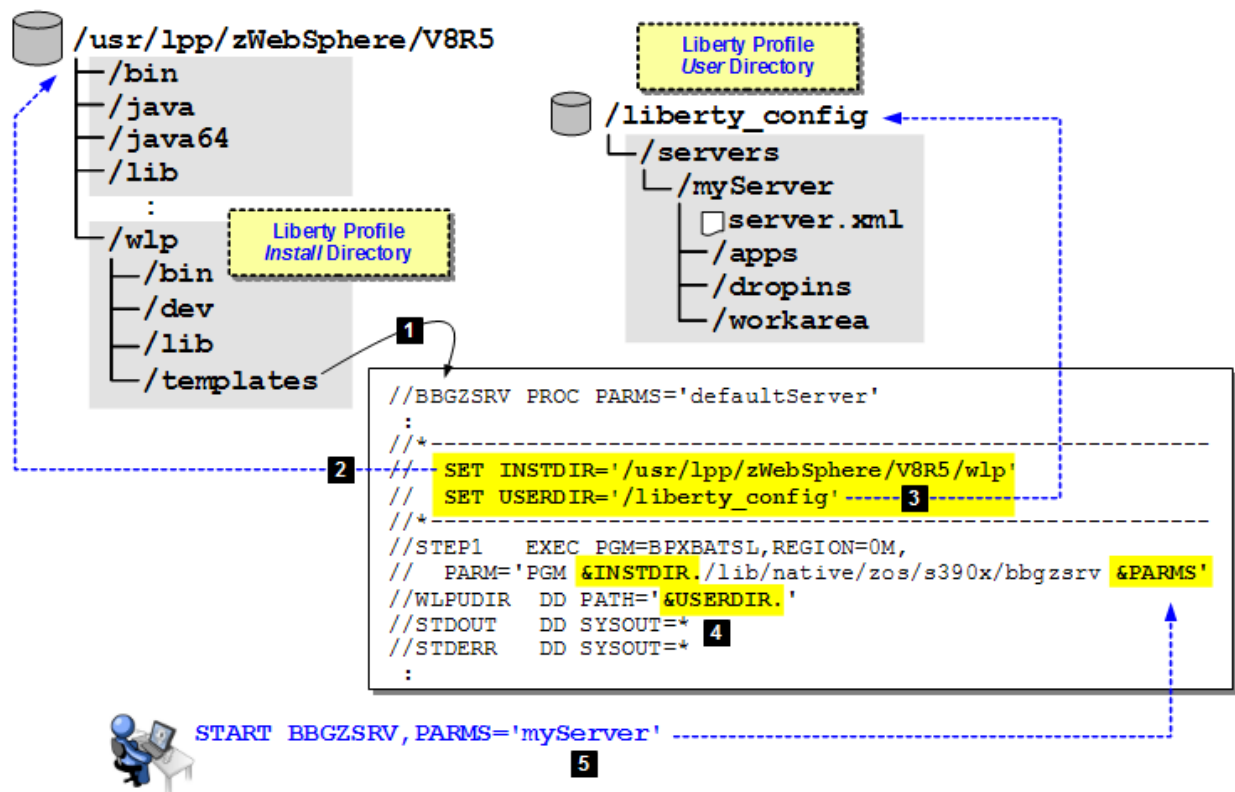 /usr/lpp/zWebSphere/V8R5
/bin
/java
/java64
/lib
:
/wlp
/bin
/dev
/lib
/templates
Liberty Profile
Install Directory
Liberty Profile
User Directory
/liberty_config
/servers
/myServer
server.xml
/apps
/dropins
/workarea
1
//BBGZSRV PROC PARMS='defaultServer'
:
//*----------------------------------------------------------
2
// SET INSTDIR='/usr/lpp/zWebSphere/V8R5/wlp'
// SET USERDIR='/liberty_config'
3
//*----------------------------------------------------------
//STEP1 EXEC PGM=BPXBATSL,REGION=0M,
// PARM='PGM &INSTDIR./lib/native/zos/s390x/bbgzsrv &PARMS'
//WLPUDIR DD PATH='&USERDIR.'
//STDOUT DD SYSOUT=*
4
//STDERR DD SYSOUT=*
:
START BBGZSRV,PARMS='myServer'
5